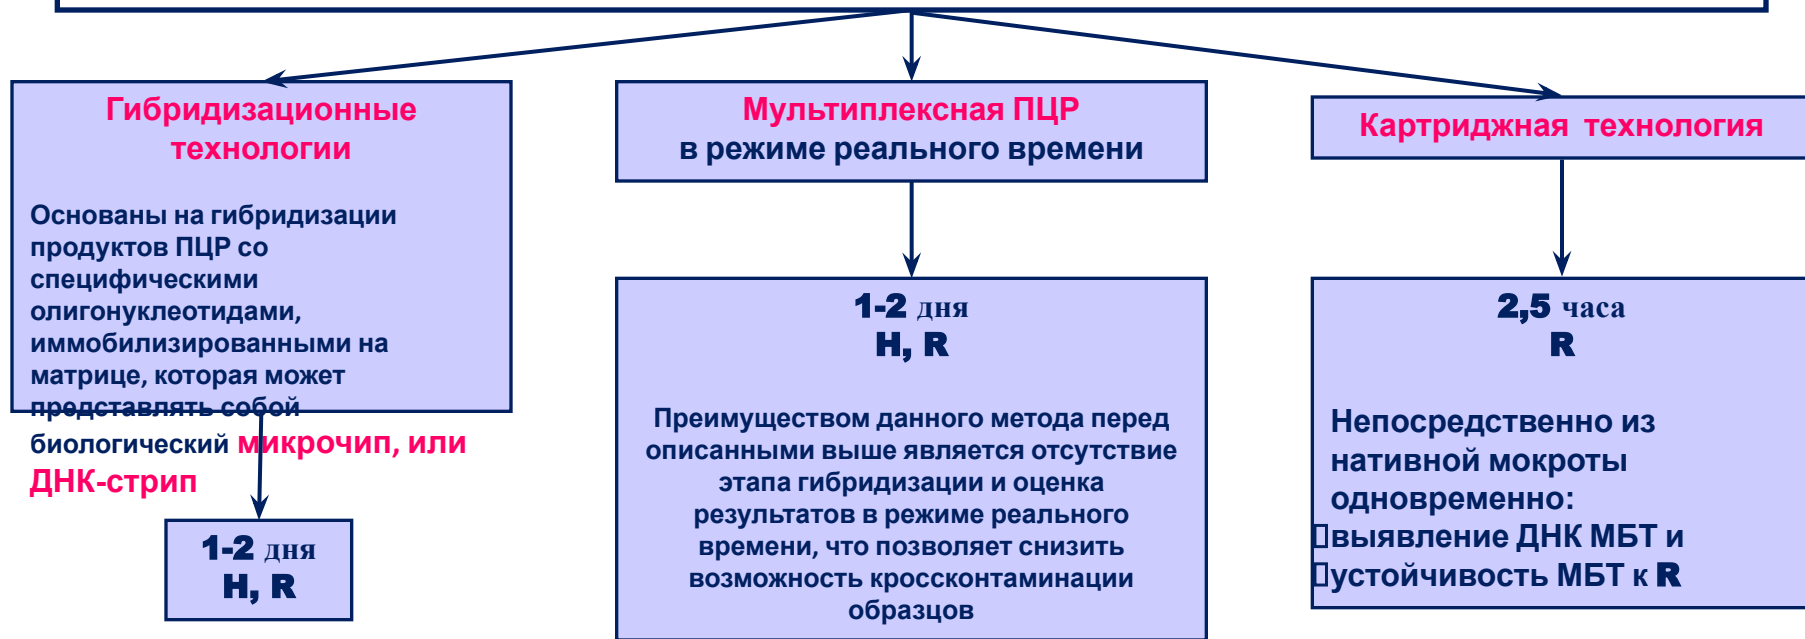 Гибридизационные
технологии
Основаны на гибридизации
продуктов ПЦР со
специфическими
олигонуклеотидами,
иммобилизированными на
матрице, которая может
представлять собой
биологический микрочип, или
ДНК-стрип
1-2 дня
H, R
Мультиплексная ПЦР
в режиме реального времени
1-2 дня
H, R
Преимуществом данного метода перед
описанными выше является отсутствие
этапа гибридизации и оценка
результатов в режиме реального
времени, что позволяет снизить
возможность кроссконтаминации
образцов
Картриджная технология
2,5 часа
R
Непосредственно из
нативной мокроты
одновременно:
выявление ДНК МБТ и
устойчивость МБТ к R